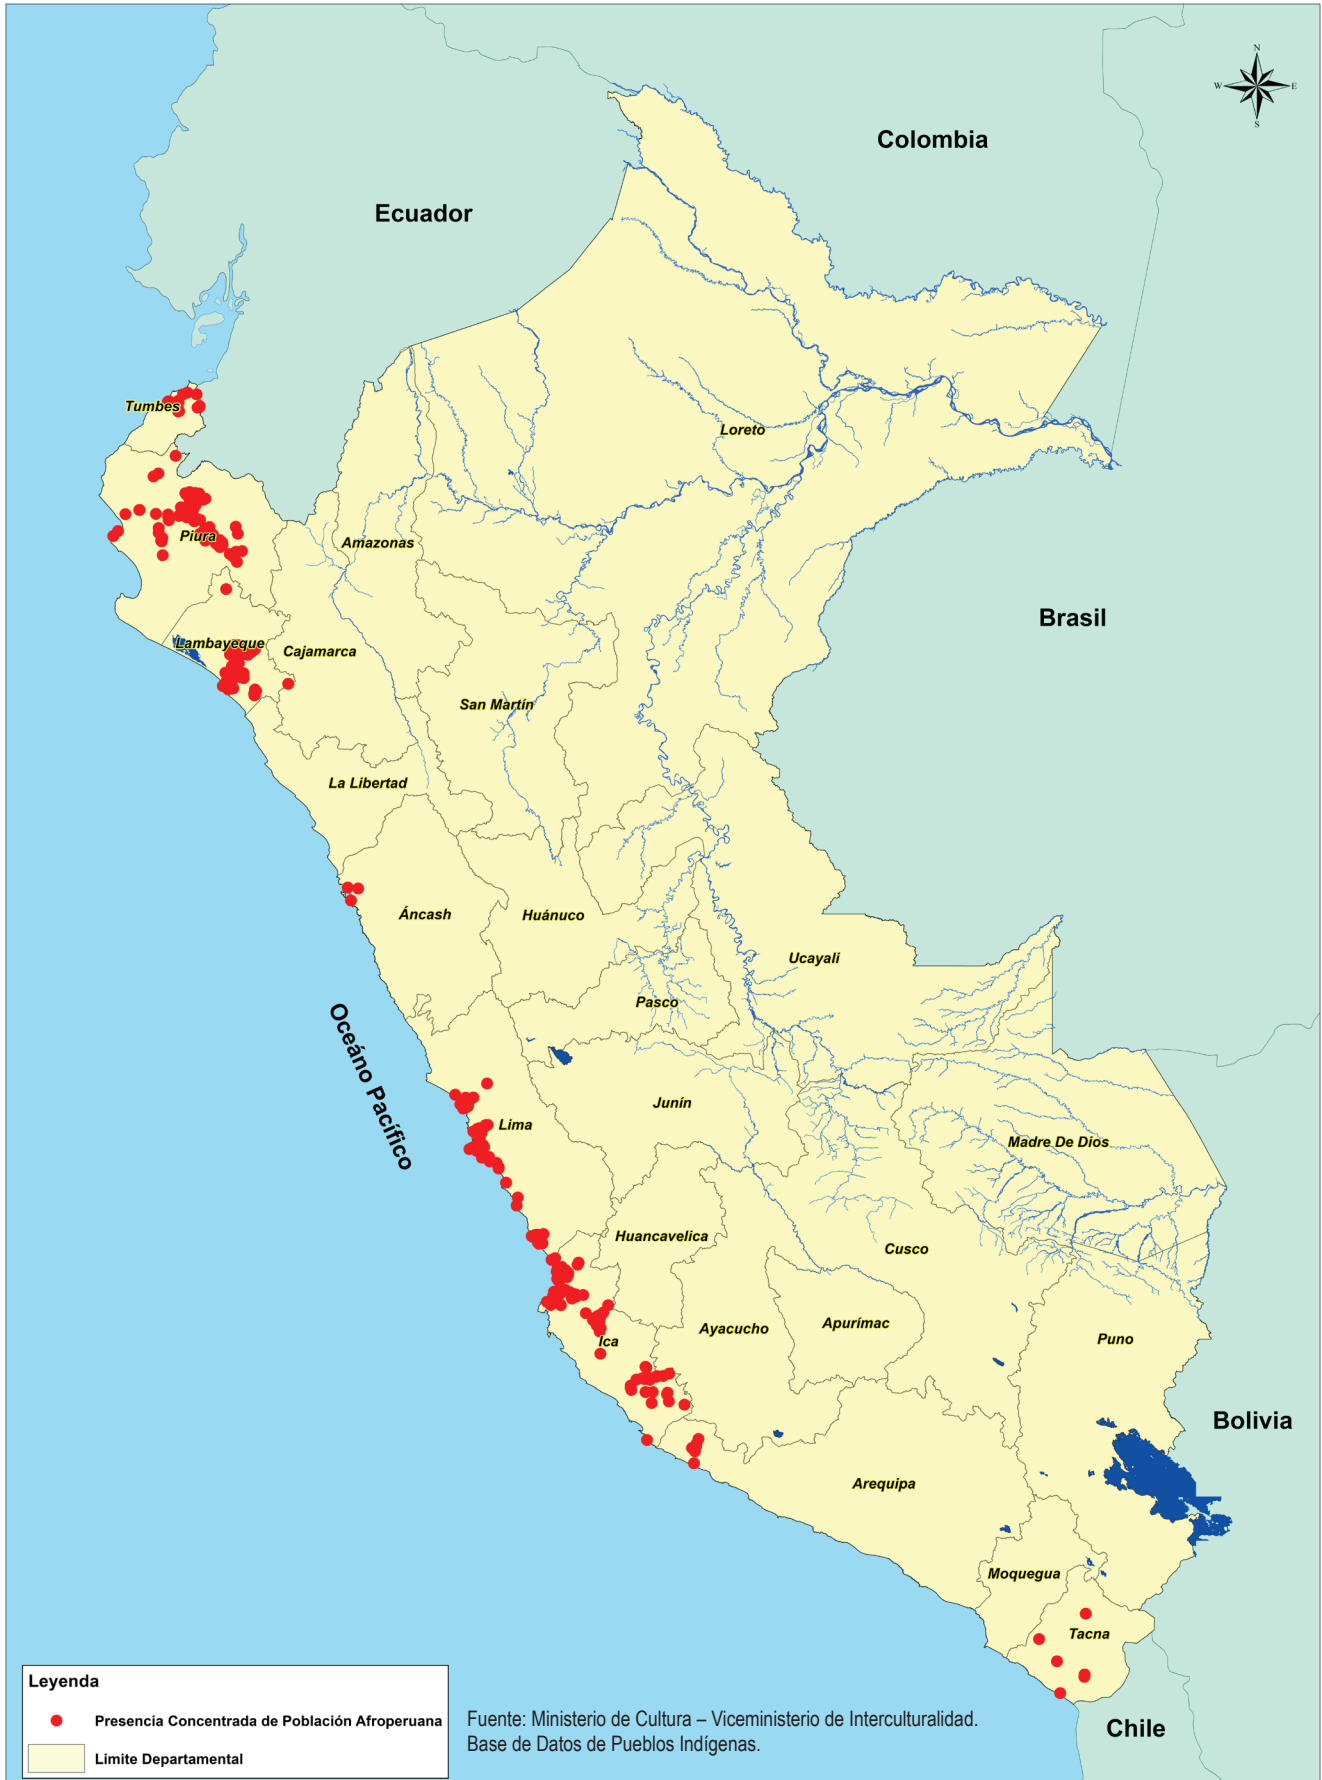 N
W
E
S
Colombia
Ecuador
Tumbes
Loreto
Piura
Amazonas
Brasil
Lambayeque
Cajamarca
San Martín
La Libertad
Áncash
Huánuco
Ucayali
Pasco
Oceáno Pacífico
Junín
Lima
Madre De Dios
Huancavelica
Cusco
Ayacucho
Apurímac
Ica
Puno
Bolivia
Arequipa
Moquegua
Tacna
Chile
Leyenda
Presencia Concentrada de Población Afroperuana
Limite Departamental
Fuente: Ministerio de Cultura – Viceministerio de Interculturalidad.
Base de Datos de Pueblos Indígenas.